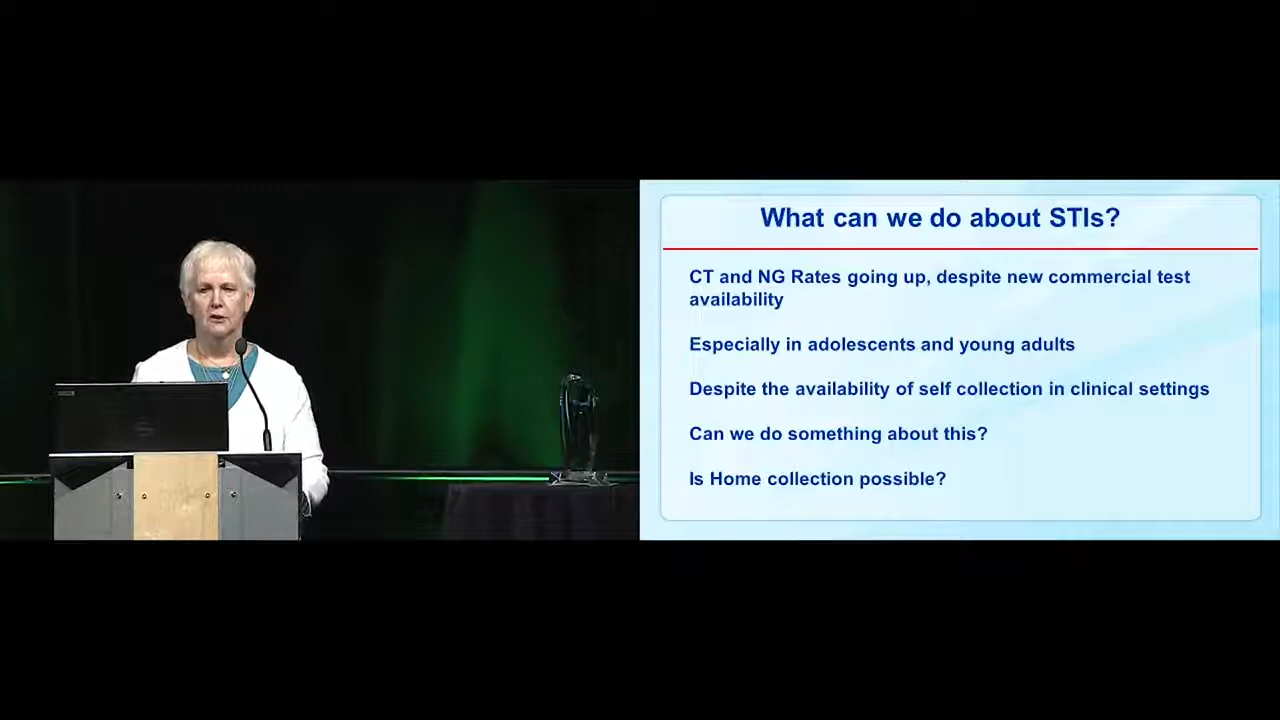 What can we do about STIs?
CT and NG Rates going up, despite new commercial test
availability
Especially in adolescents and young adults
Despite the availability of self collection in clinical settings
Can we do something about this?
Is Home collection possible?